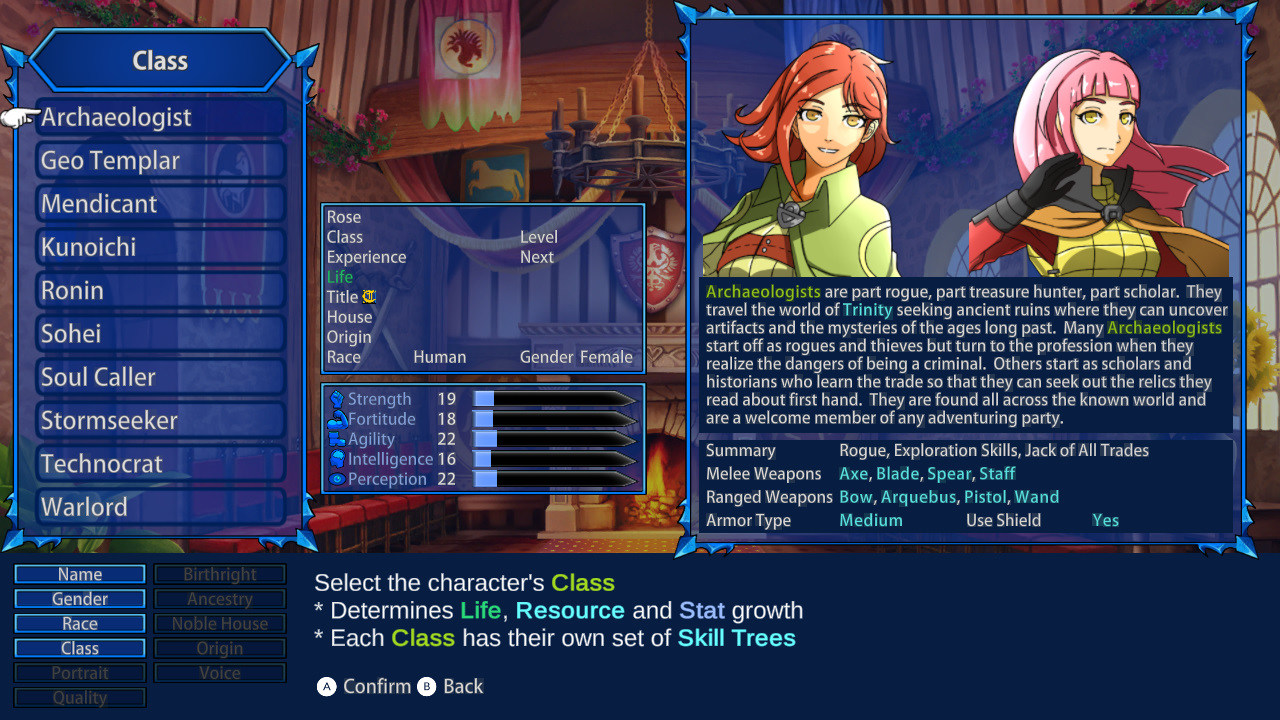 Class
Archaeologist
Geo Templar
Mendicant
Kunoichi
Ronin
Sohei
Soul Caller
Stormseeker
Technocrat
Warlord
Rose
Class Level
Experience Next
Life
Title
House
Origin
Race Human Gender Female
Strength 19
Fortitude 18
Agility 22
Intelligence 16
Perception 22
Archaeologists are part rogue, part treasure hunter, part scholar. They
travel the world of Trinity seeking ancient ruins where they can uncover
artifacts and the mysteries of the ages long past. Many Archaeologists
start off as rogues and thieves but turn to the profession when they
realize the dangers of being a criminal. Others start as scholars and
historians who learn the trade so that they can seek out the relics they
read about first hand. They are found all across the known world and
are a welcome member of any adventuring party.
Summary Rogue, Exploration Skills, Jack of All Trades
Melee Weapons Axe, Blade, Spear, Staff
Ranged Weapons Bow, Arquebus, Pistol, Wand
Armor Type Medium Use Shield Yes
Name Birthright
Gender Ancestry
Race Noble House
Class Origin
Portrait Voice
Quality
Select the character's Class
* Determines Life, Resource and Stat growth
* Each Class has their own set of Skill Trees
A Confirm B Back